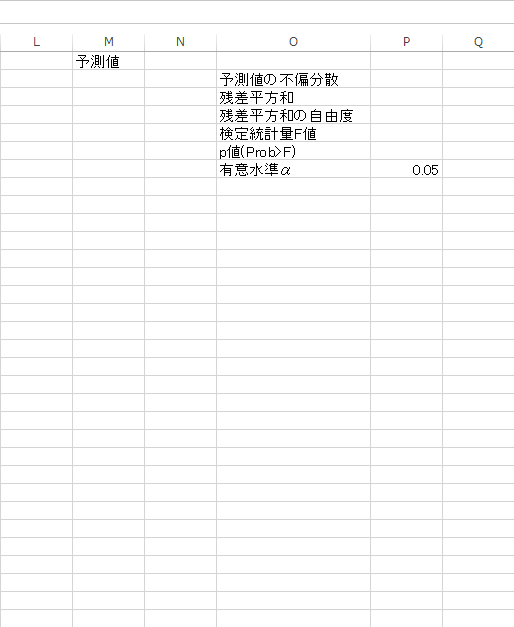 L M N O P Q
予測値
予測値の不偏分散
残差平方和
残差平方和の自由度
検定統計量F値
p値(Prob>F)
有意水準α 0.05